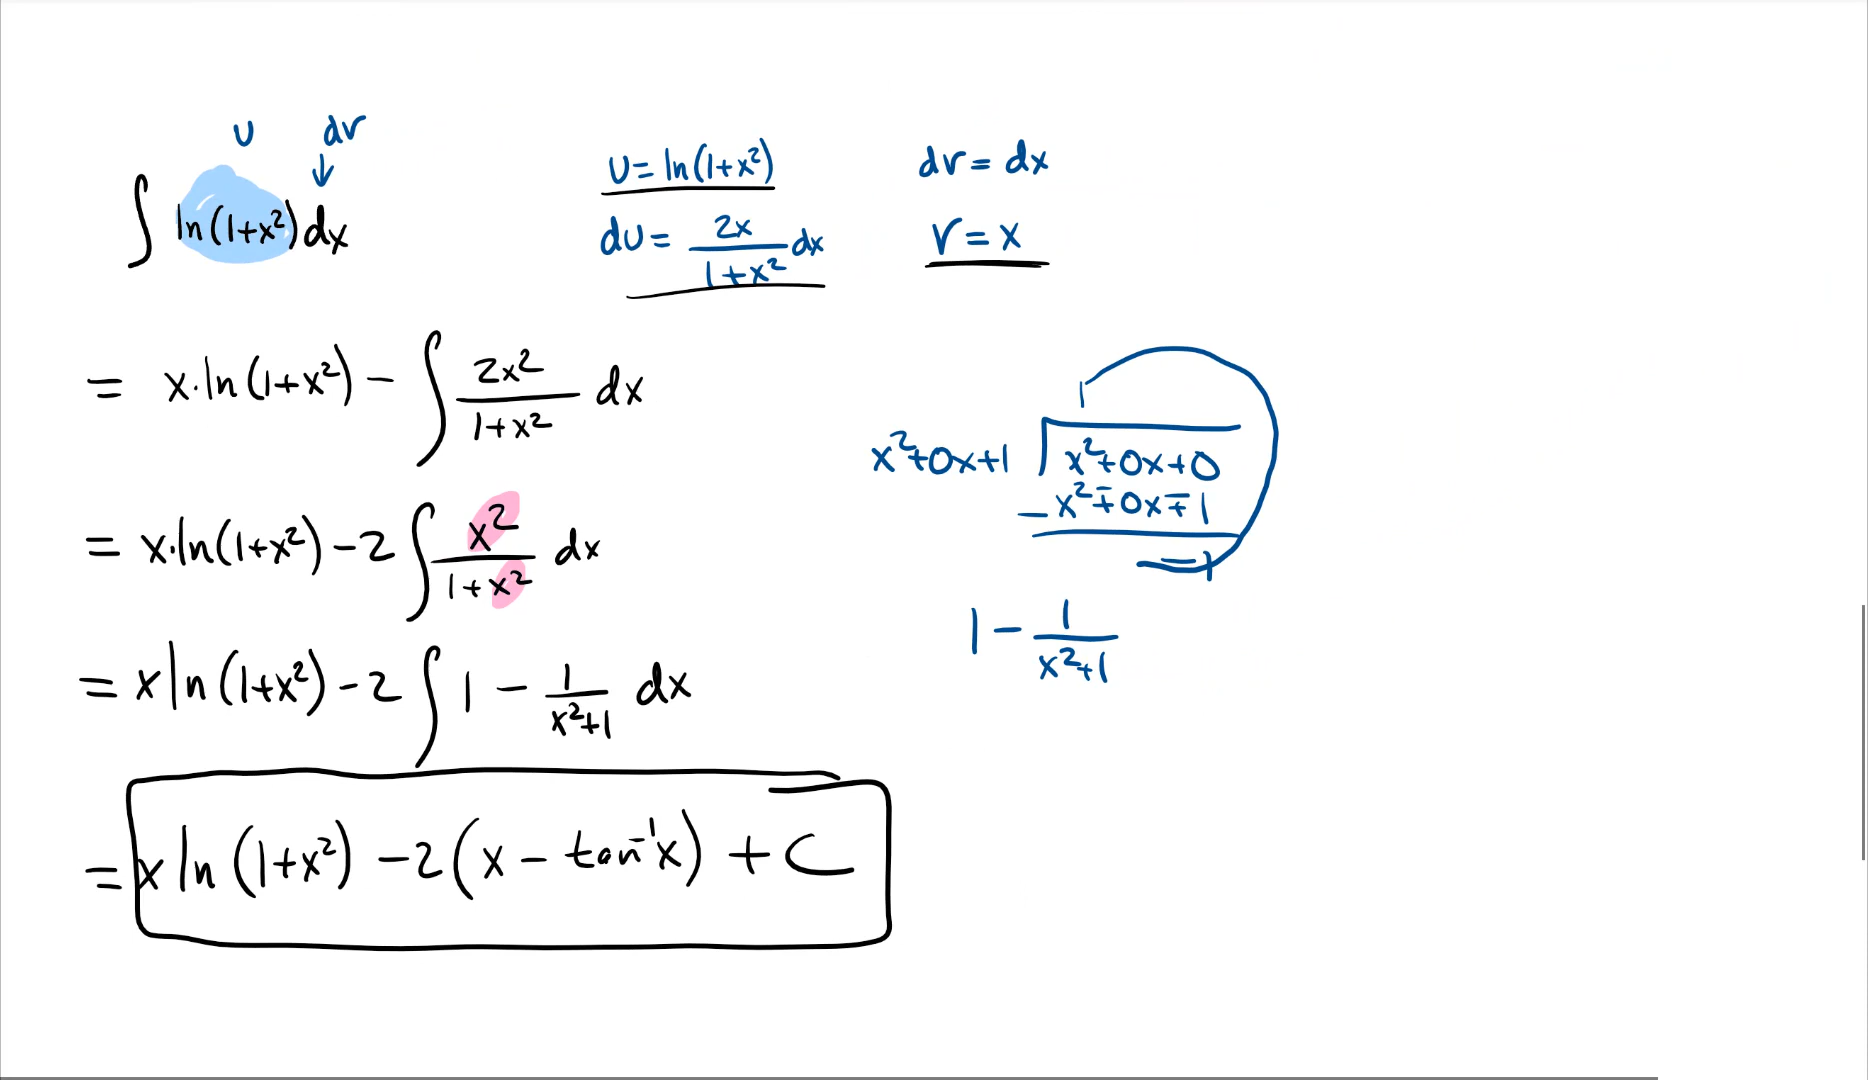 u dv
↓
∫ ln(1+x²) dx
u = ln(1+x²) dv = dx
du = 2x/(1+x²) dx v = x
= x·ln(1+x²) − ∫ 2x²/(1+x²) dx
= x·ln(1+x²) − 2 ∫ x²/(1+x²) dx
= x ln(1+x²) − 2 ∫ 1 − 1/(x²+1) dx
= x ln(1+x²) − 2(x − tan⁻¹x) + C
1
x²+0x+1 x²+0x+0
− x² ∓ 0x ∓ 1
− 1
1 − 1/(x²+1)